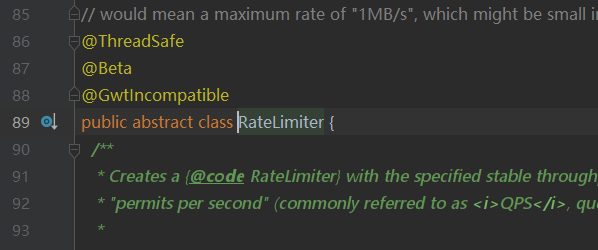 85 // would mean a maximum rate of "1MB/s", which might be small i
86 @ThreadSafe
87 @Beta
88 @GwtIncompatible
89 public abstract class RateLimiter {
90 /**
91 * Creates a {@code RateLimiter} with the specified stable through
92 * "permits per second" (commonly referred to as <i>QPS</i>, que
93 *